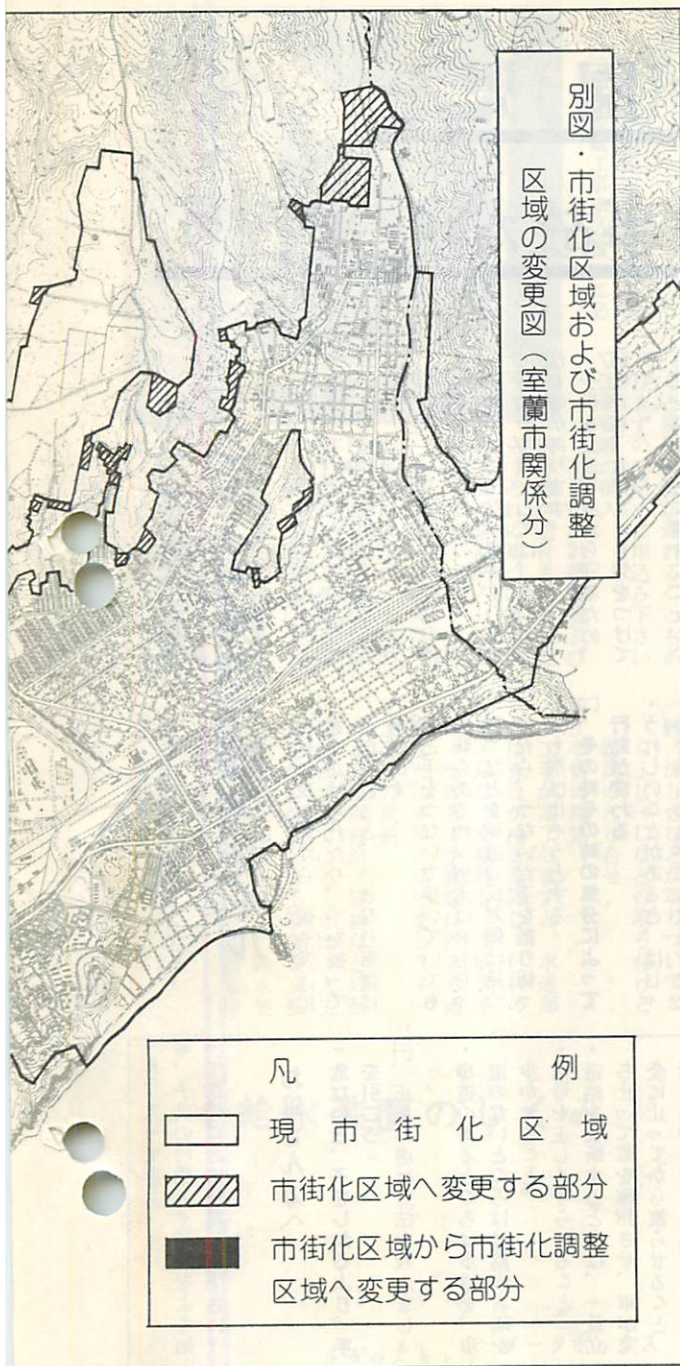 別図・市街化区域および市街化調整
区域の変更図（室蘭市関係分）
凡例
現市街化区域
市街化区域へ変更する部分
市街化区域から市街化調整
区域へ変更する部分